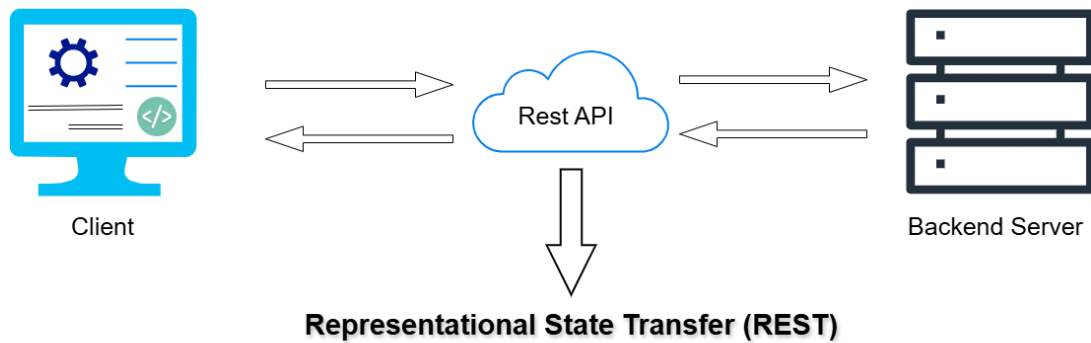 </>
Rest API
Client
Backend Server
Representational State Transfer (REST)